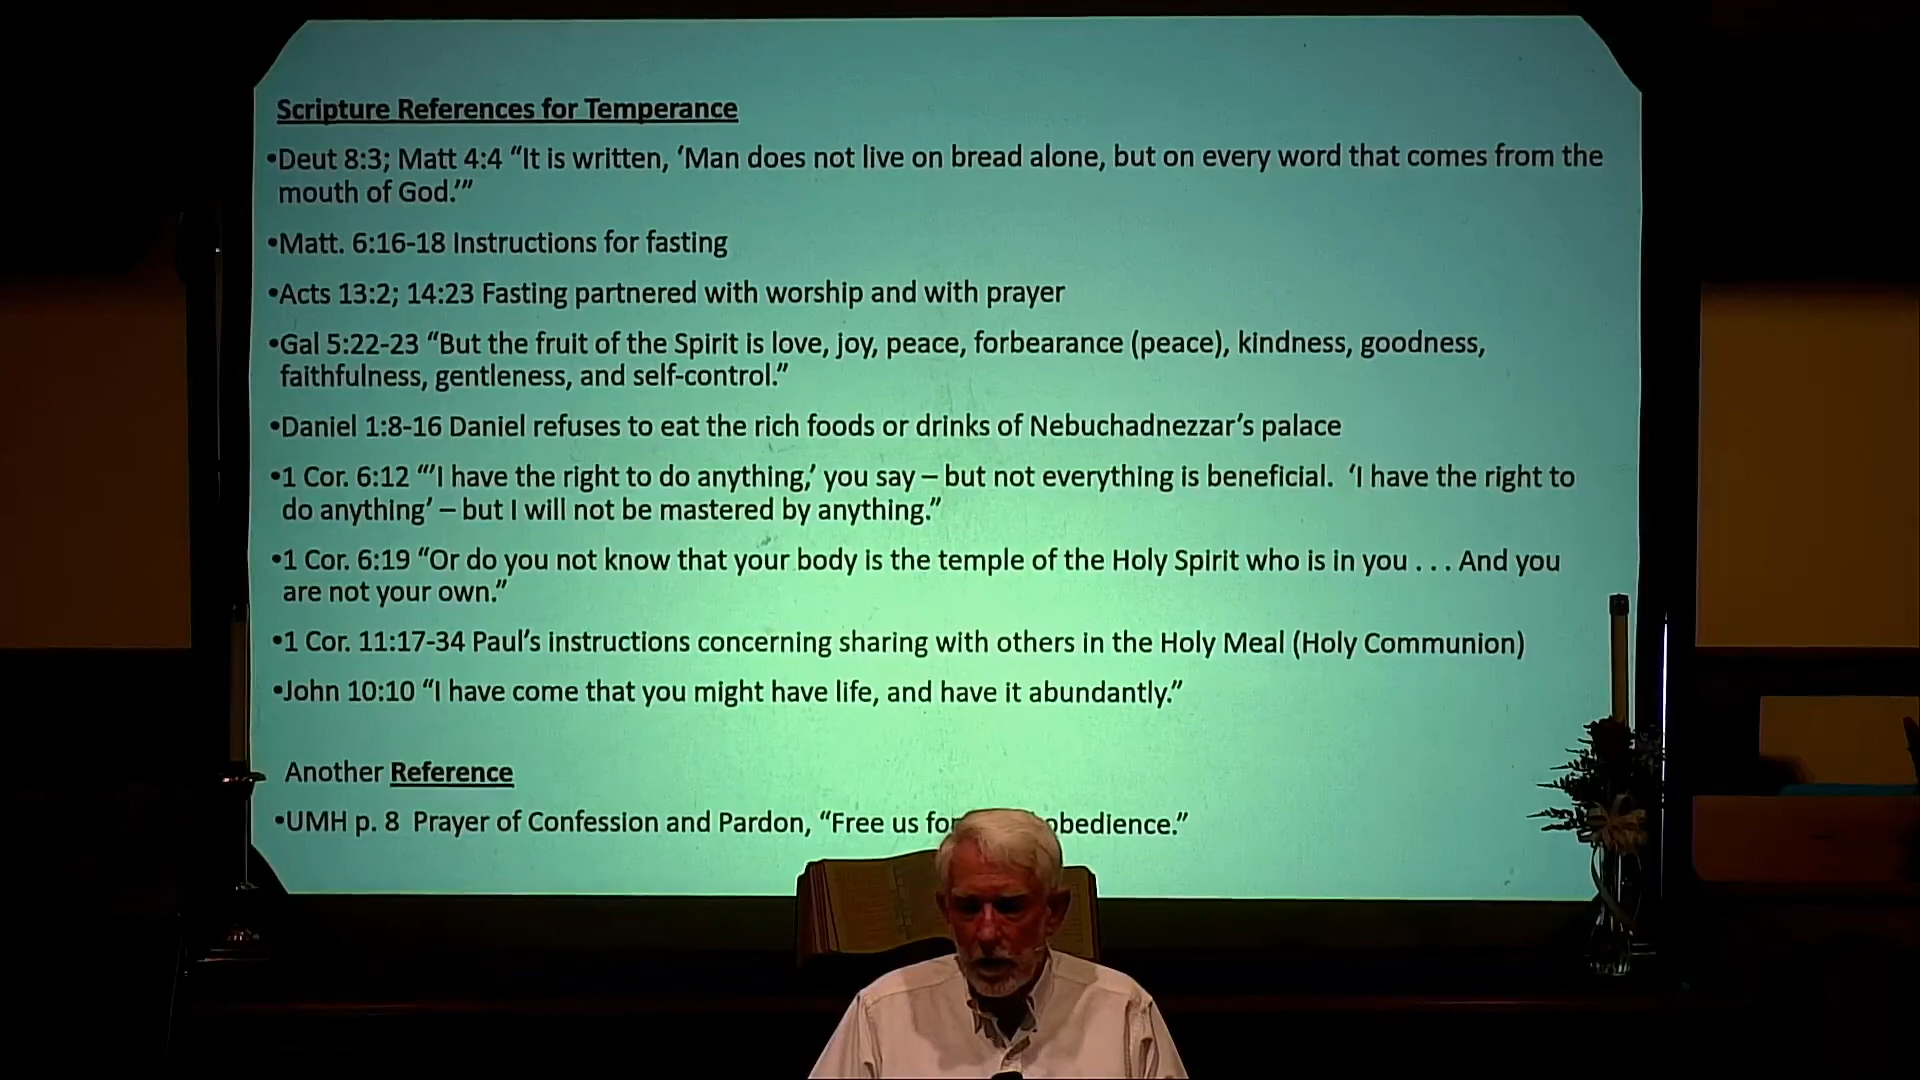 Scripture References for Temperance
•Deut 8:3; Matt 4:4 “It is written, ‘Man does not live on bread alone, but on every word that comes from the
mouth of God.’”
•Matt. 6:16-18 Instructions for fasting
•Acts 13:2; 14:23 Fasting partnered with worship and with prayer
•Gal 5:22-23 “But the fruit of the Spirit is love, joy, peace, forbearance (peace), kindness, goodness,
faithfulness, gentleness, and self-control.”
•Daniel 1:8-16 Daniel refuses to eat the rich foods or drinks of Nebuchadnezzar’s palace
•1 Cor. 6:12 “’I have the right to do anything,’ you say – but not everything is beneficial.  ‘I have the right to
do anything’ – but I will not be mastered by anything.”
•1 Cor. 6:19 “Or do you not know that your body is the temple of the Holy Spirit who is in you . . . And you
are not your own.”
•1 Cor. 11:17-34 Paul’s instructions concerning sharing with others in the Holy Meal (Holy Communion)
•John 10:10 “I have come that you might have life, and have it abundantly.”
Another Reference
•UMH p. 8  Prayer of Confession and Pardon, “Free us obedience.”